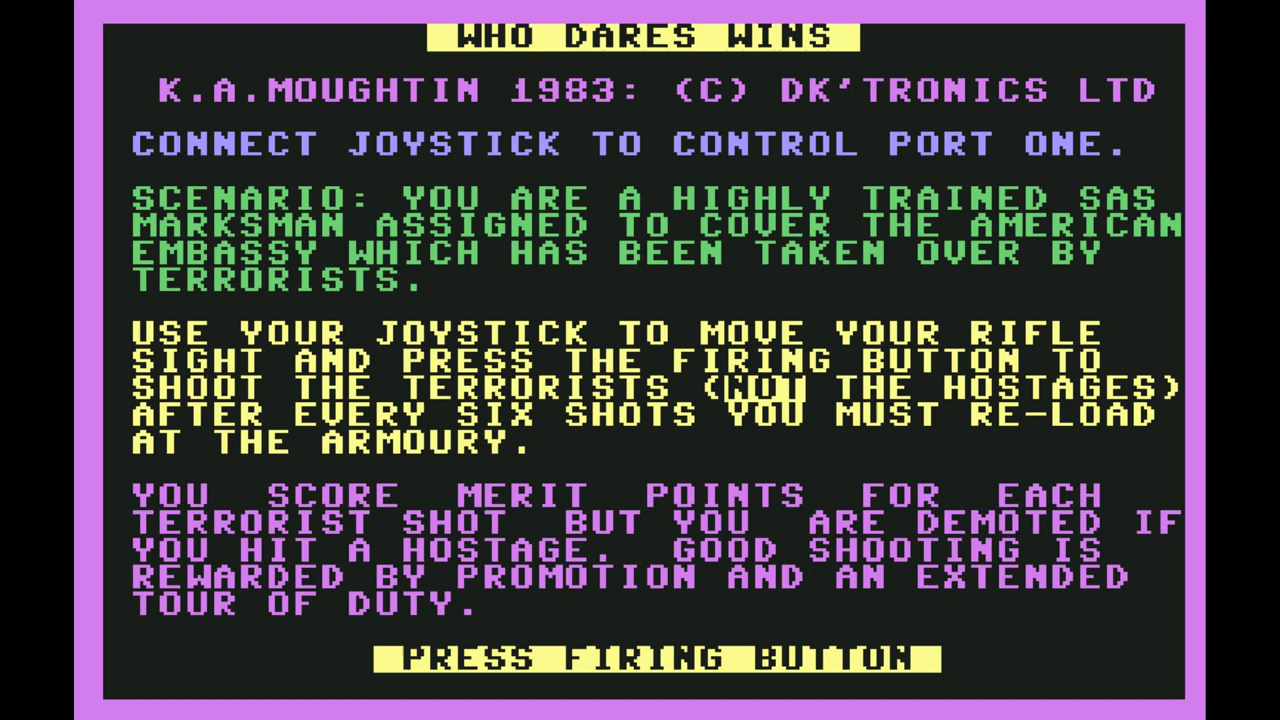 WHO DARES WINS
K.A.MOUGHTIN 1983: (C) DK'TRONICS LTD
CONNECT JOYSTICK TO CONTROL PORT ONE.
SCENARIO: YOU ARE A HIGHLY TRAINED SAS
MARKSMAN ASSIGNED TO COVER THE AMERICAN
EMBASSY WHICH HAS BEEN TAKEN OVER BY
TERRORISTS.
USE YOUR JOYSTICK TO MOVE YOUR RIFLE
SIGHT AND PRESS THE FIRING BUTTON TO
SHOOT THE TERRORISTS (NOT THE HOSTAGES)
AFTER EVERY SIX SHOTS YOU MUST RE-LOAD
AT THE ARMOURY.
YOU SCORE MERIT POINTS FOR EACH
TERRORIST SHOT BUT YOU ARE DEMOTED IF
YOU HIT A HOSTAGE. GOOD SHOOTING IS
REWARDED BY PROMOTION AND AN EXTENDED
TOUR OF DUTY.
PRESS FIRING BUTTON